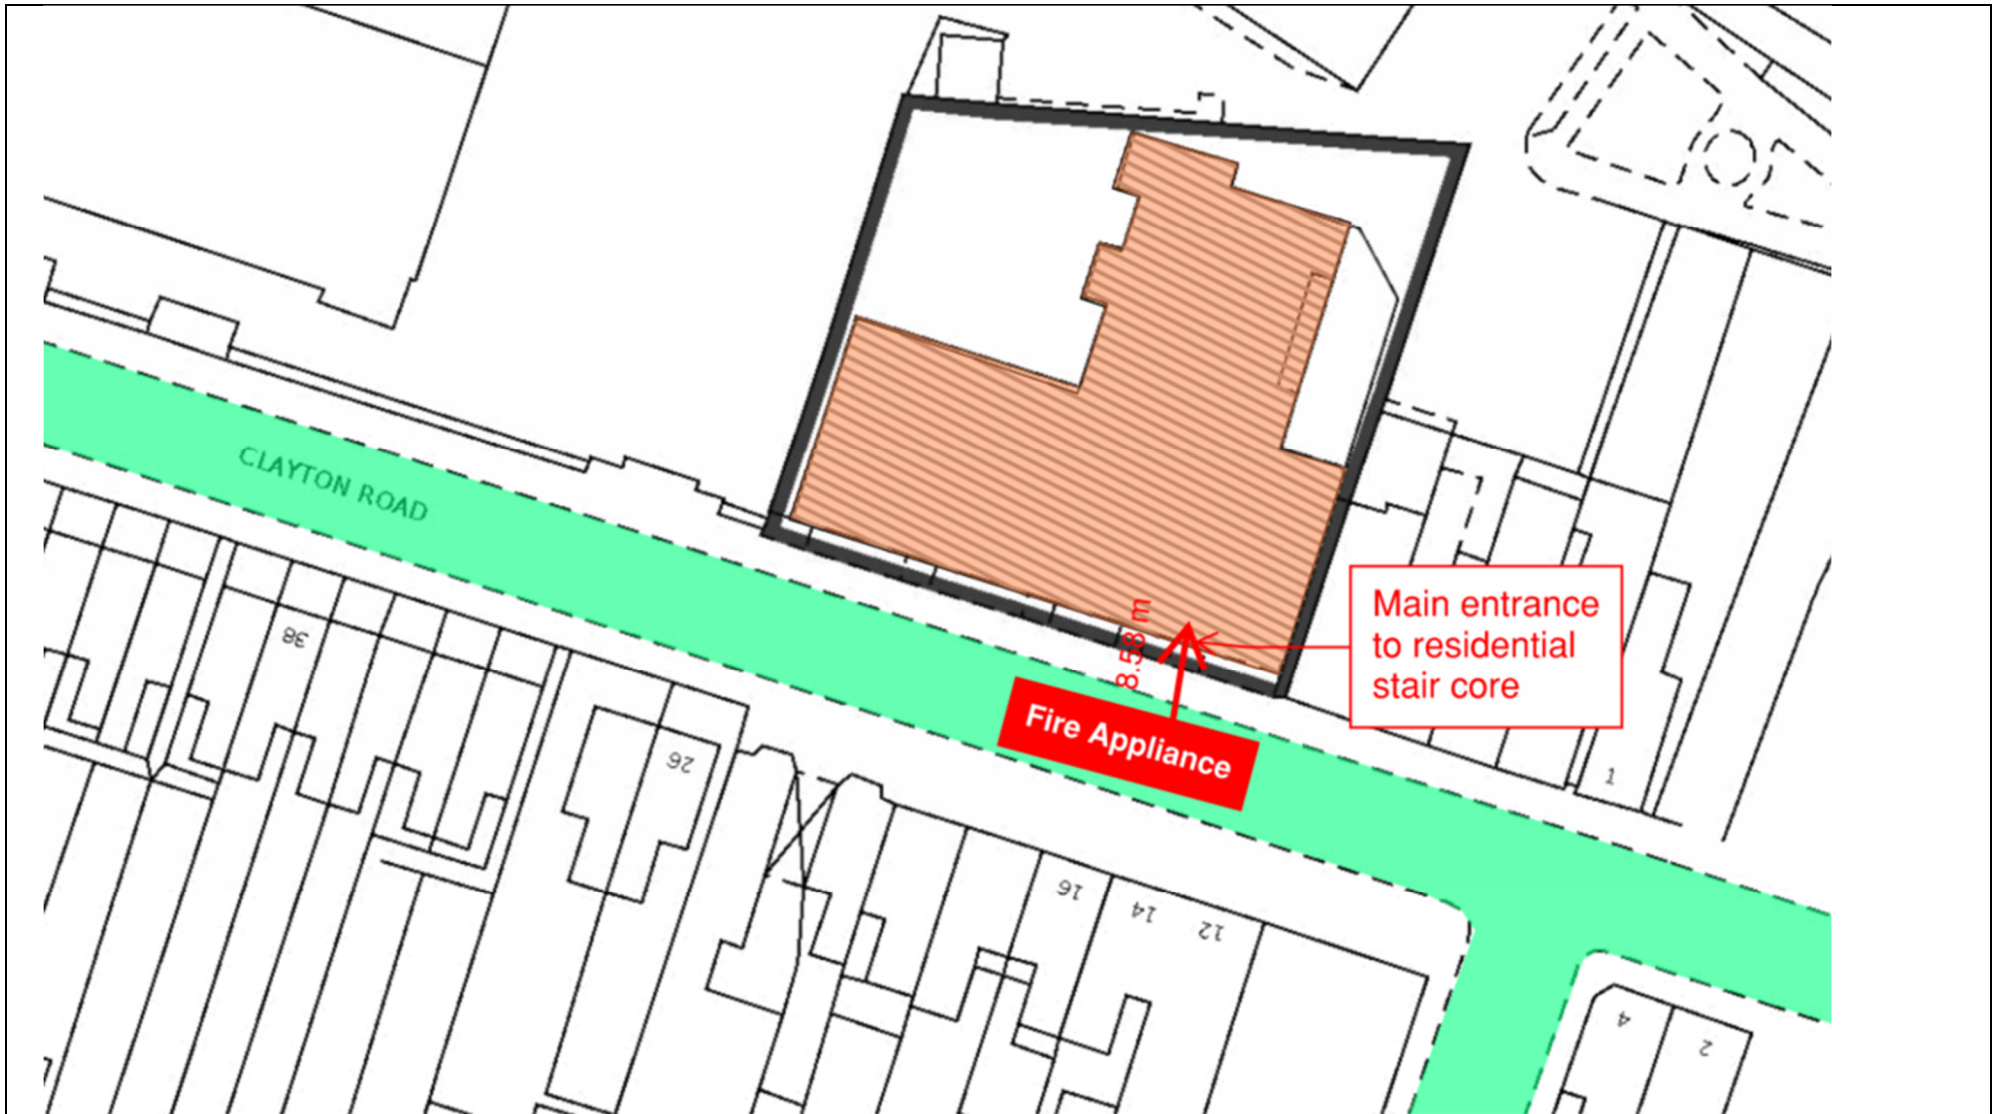 CLAYTON ROAD
8.58 m
Main entrance
to residential
stair core
Fire Appliance
38
26
1
16
14
12
4
2